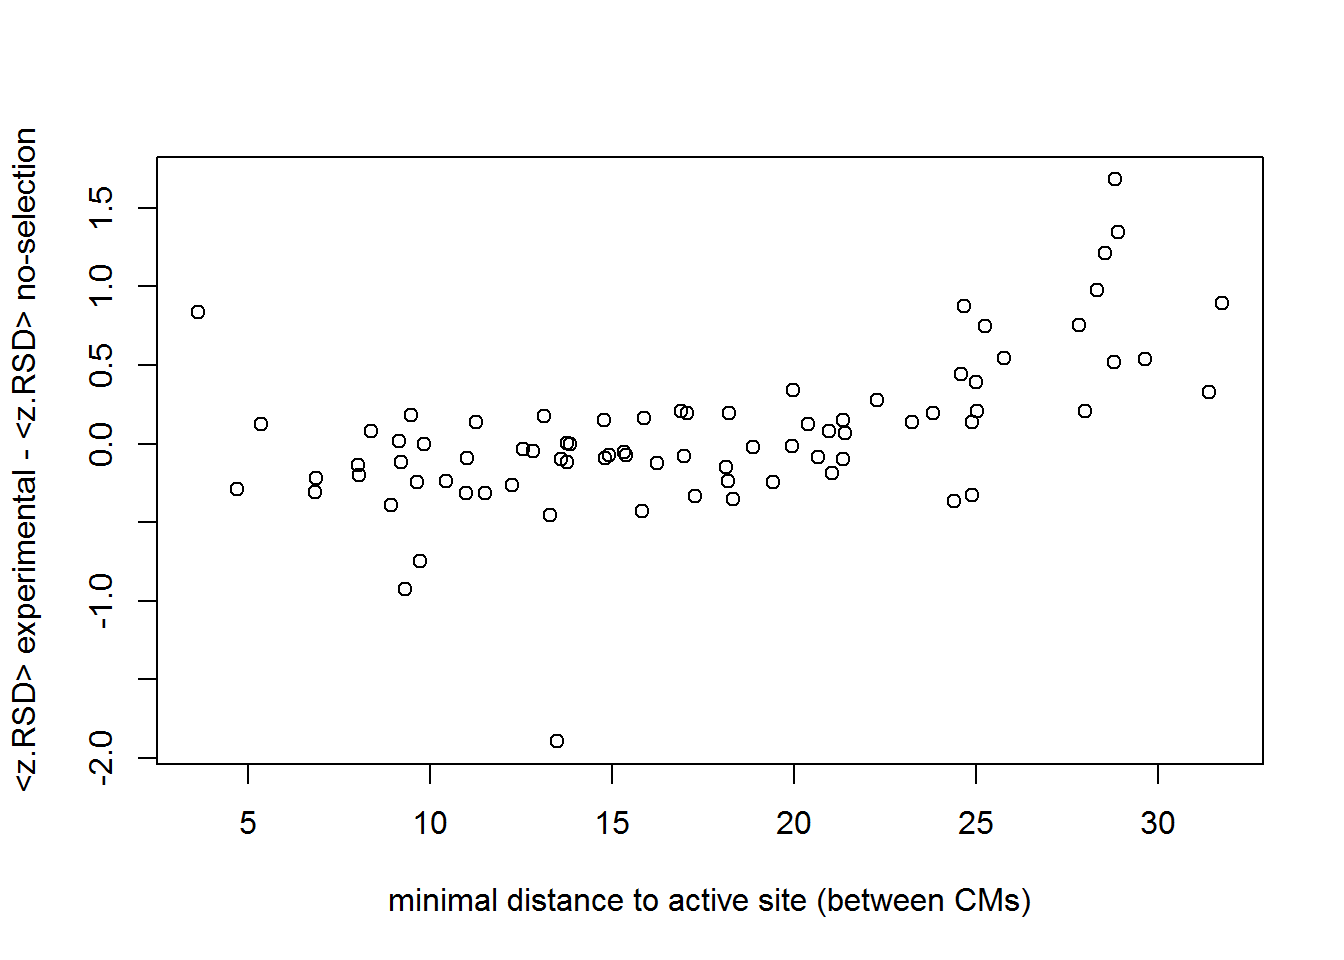 <z.RSD> experimental - <z.RSD> no-selection
1.5
1.0
0.5
0.0
-1.0
-2.0
5 10 15 20 25 30
minimal distance to active site (between CMs)